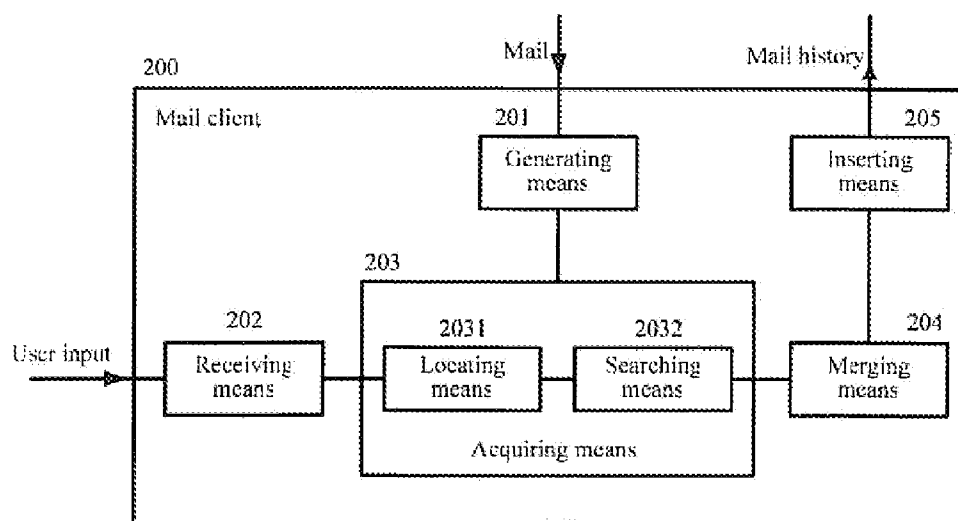 Mail
Mail history
200
Mail client
201
205
Generating
means
Inserting
means
203
202
2031
2032
204
User input
Receiving
means
Locating
means
Searching
means
Merging
means
Acquiring means